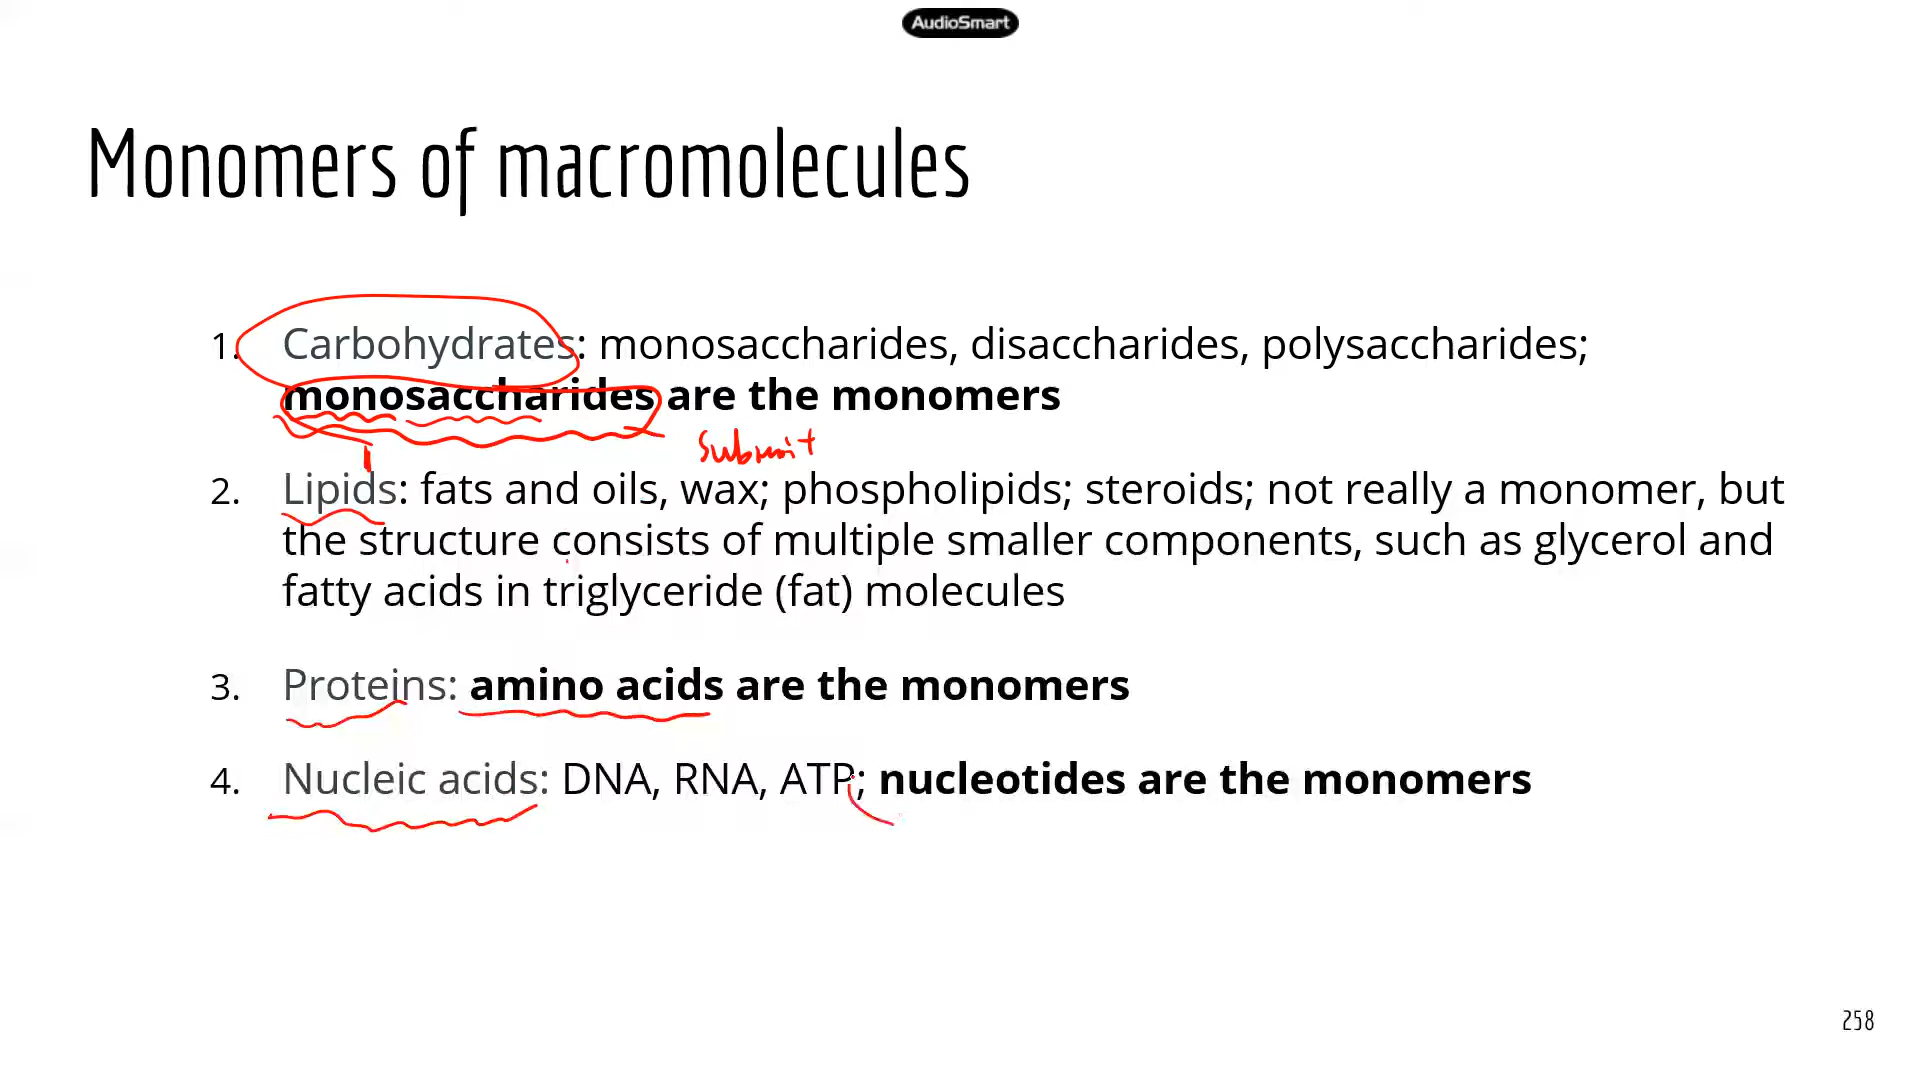 AudioSmart
Monomers of macromolecules
1. Carbohydrates: monosaccharides, disaccharides, polysaccharides;
monosaccharides are the monomers
Subunit
2. Lipids: fats and oils, wax; phospholipids; steroids; not really a monomer, but
the structure consists of multiple smaller components, such as glycerol and
fatty acids in triglyceride (fat) molecules
3. Proteins: amino acids are the monomers
4. Nucleic acids: DNA, RNA, ATP; nucleotides are the monomers
258